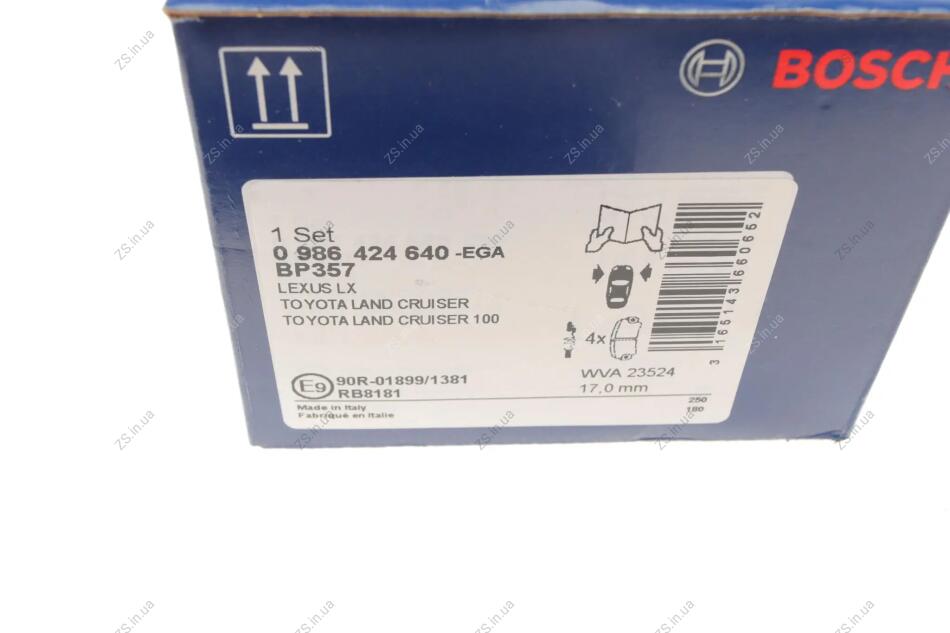 BOSCH
1 Set
0 986 424 640 -EGA
BP357
LEXUS LX
TOYOTA LAND CRUISER
TOYOTA LAND CRUISER 100
4x
3 165143 660652
WVA 23524
17,0 mm
E9
90R-01899/1381
RB8181
Made in Italy
Fabriqué en Italie
250
180
ZS.in.ua